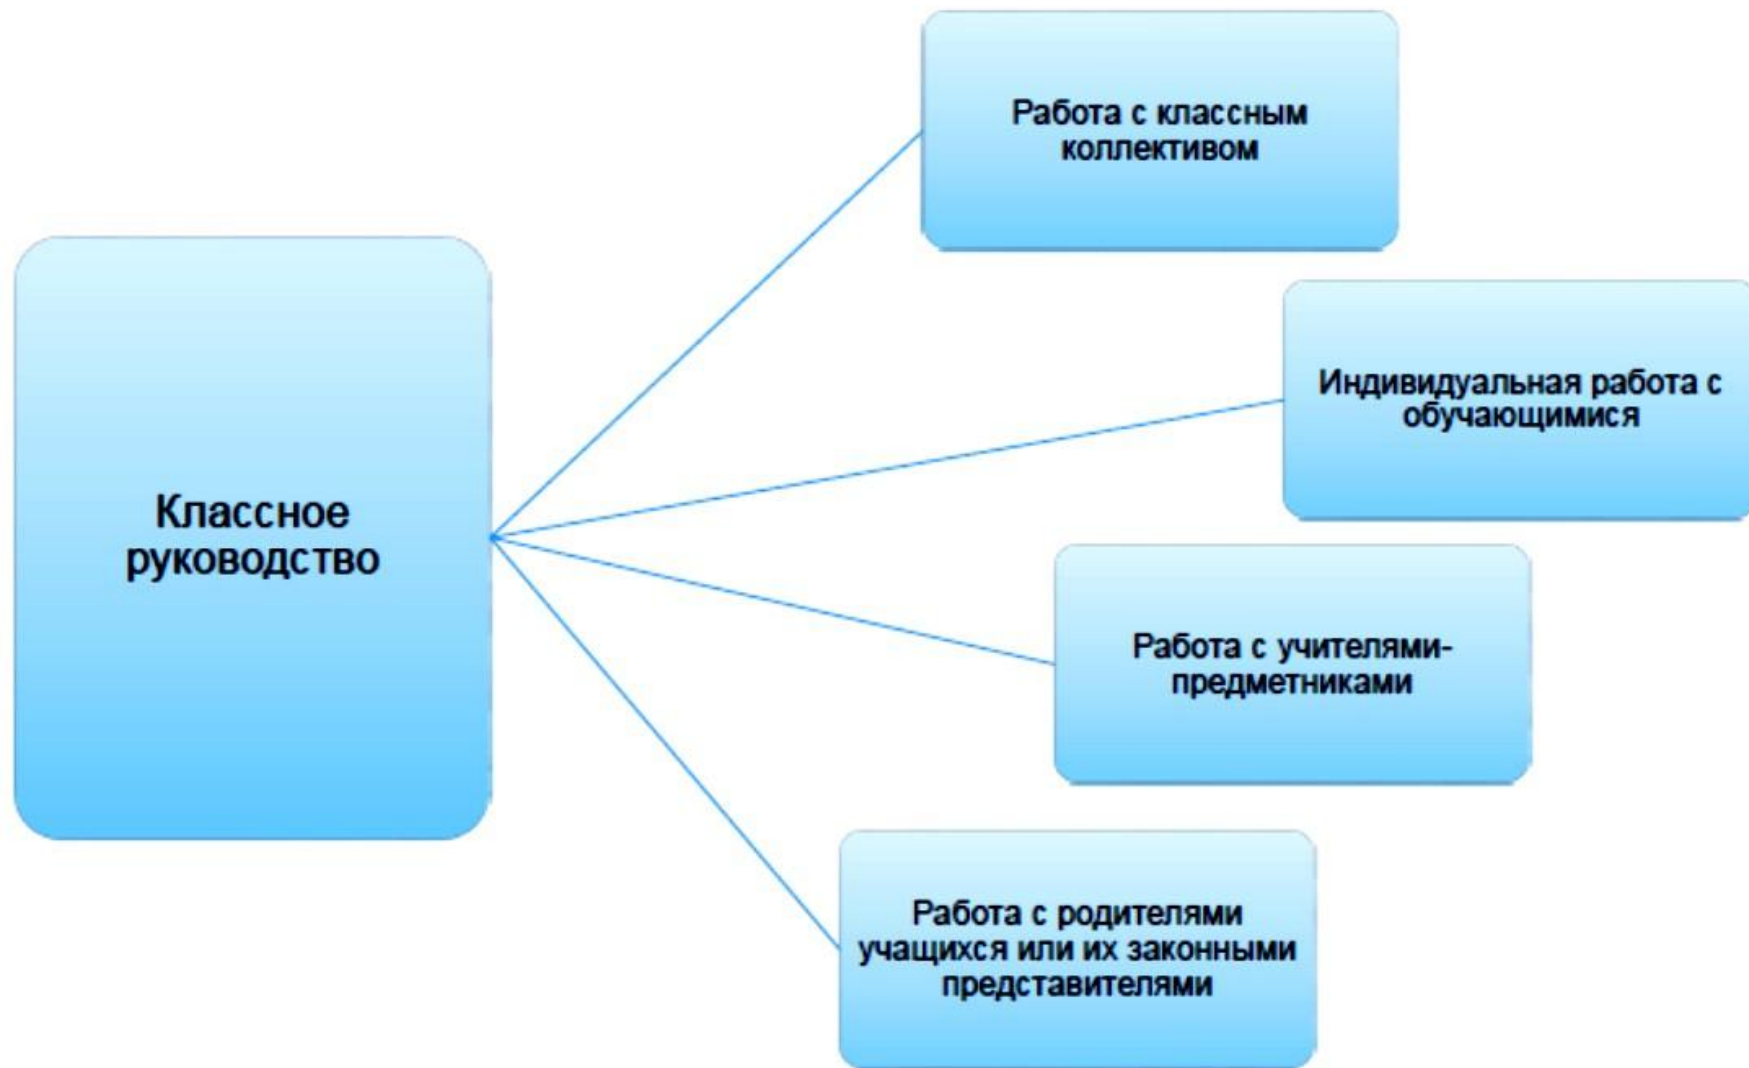 Классное
руководство
Работа с классным
коллективом
Индивидуальная работа с
обучающимися
Работа с учителями-
предметниками
Работа с родителями
учащихся или их законными
представителями